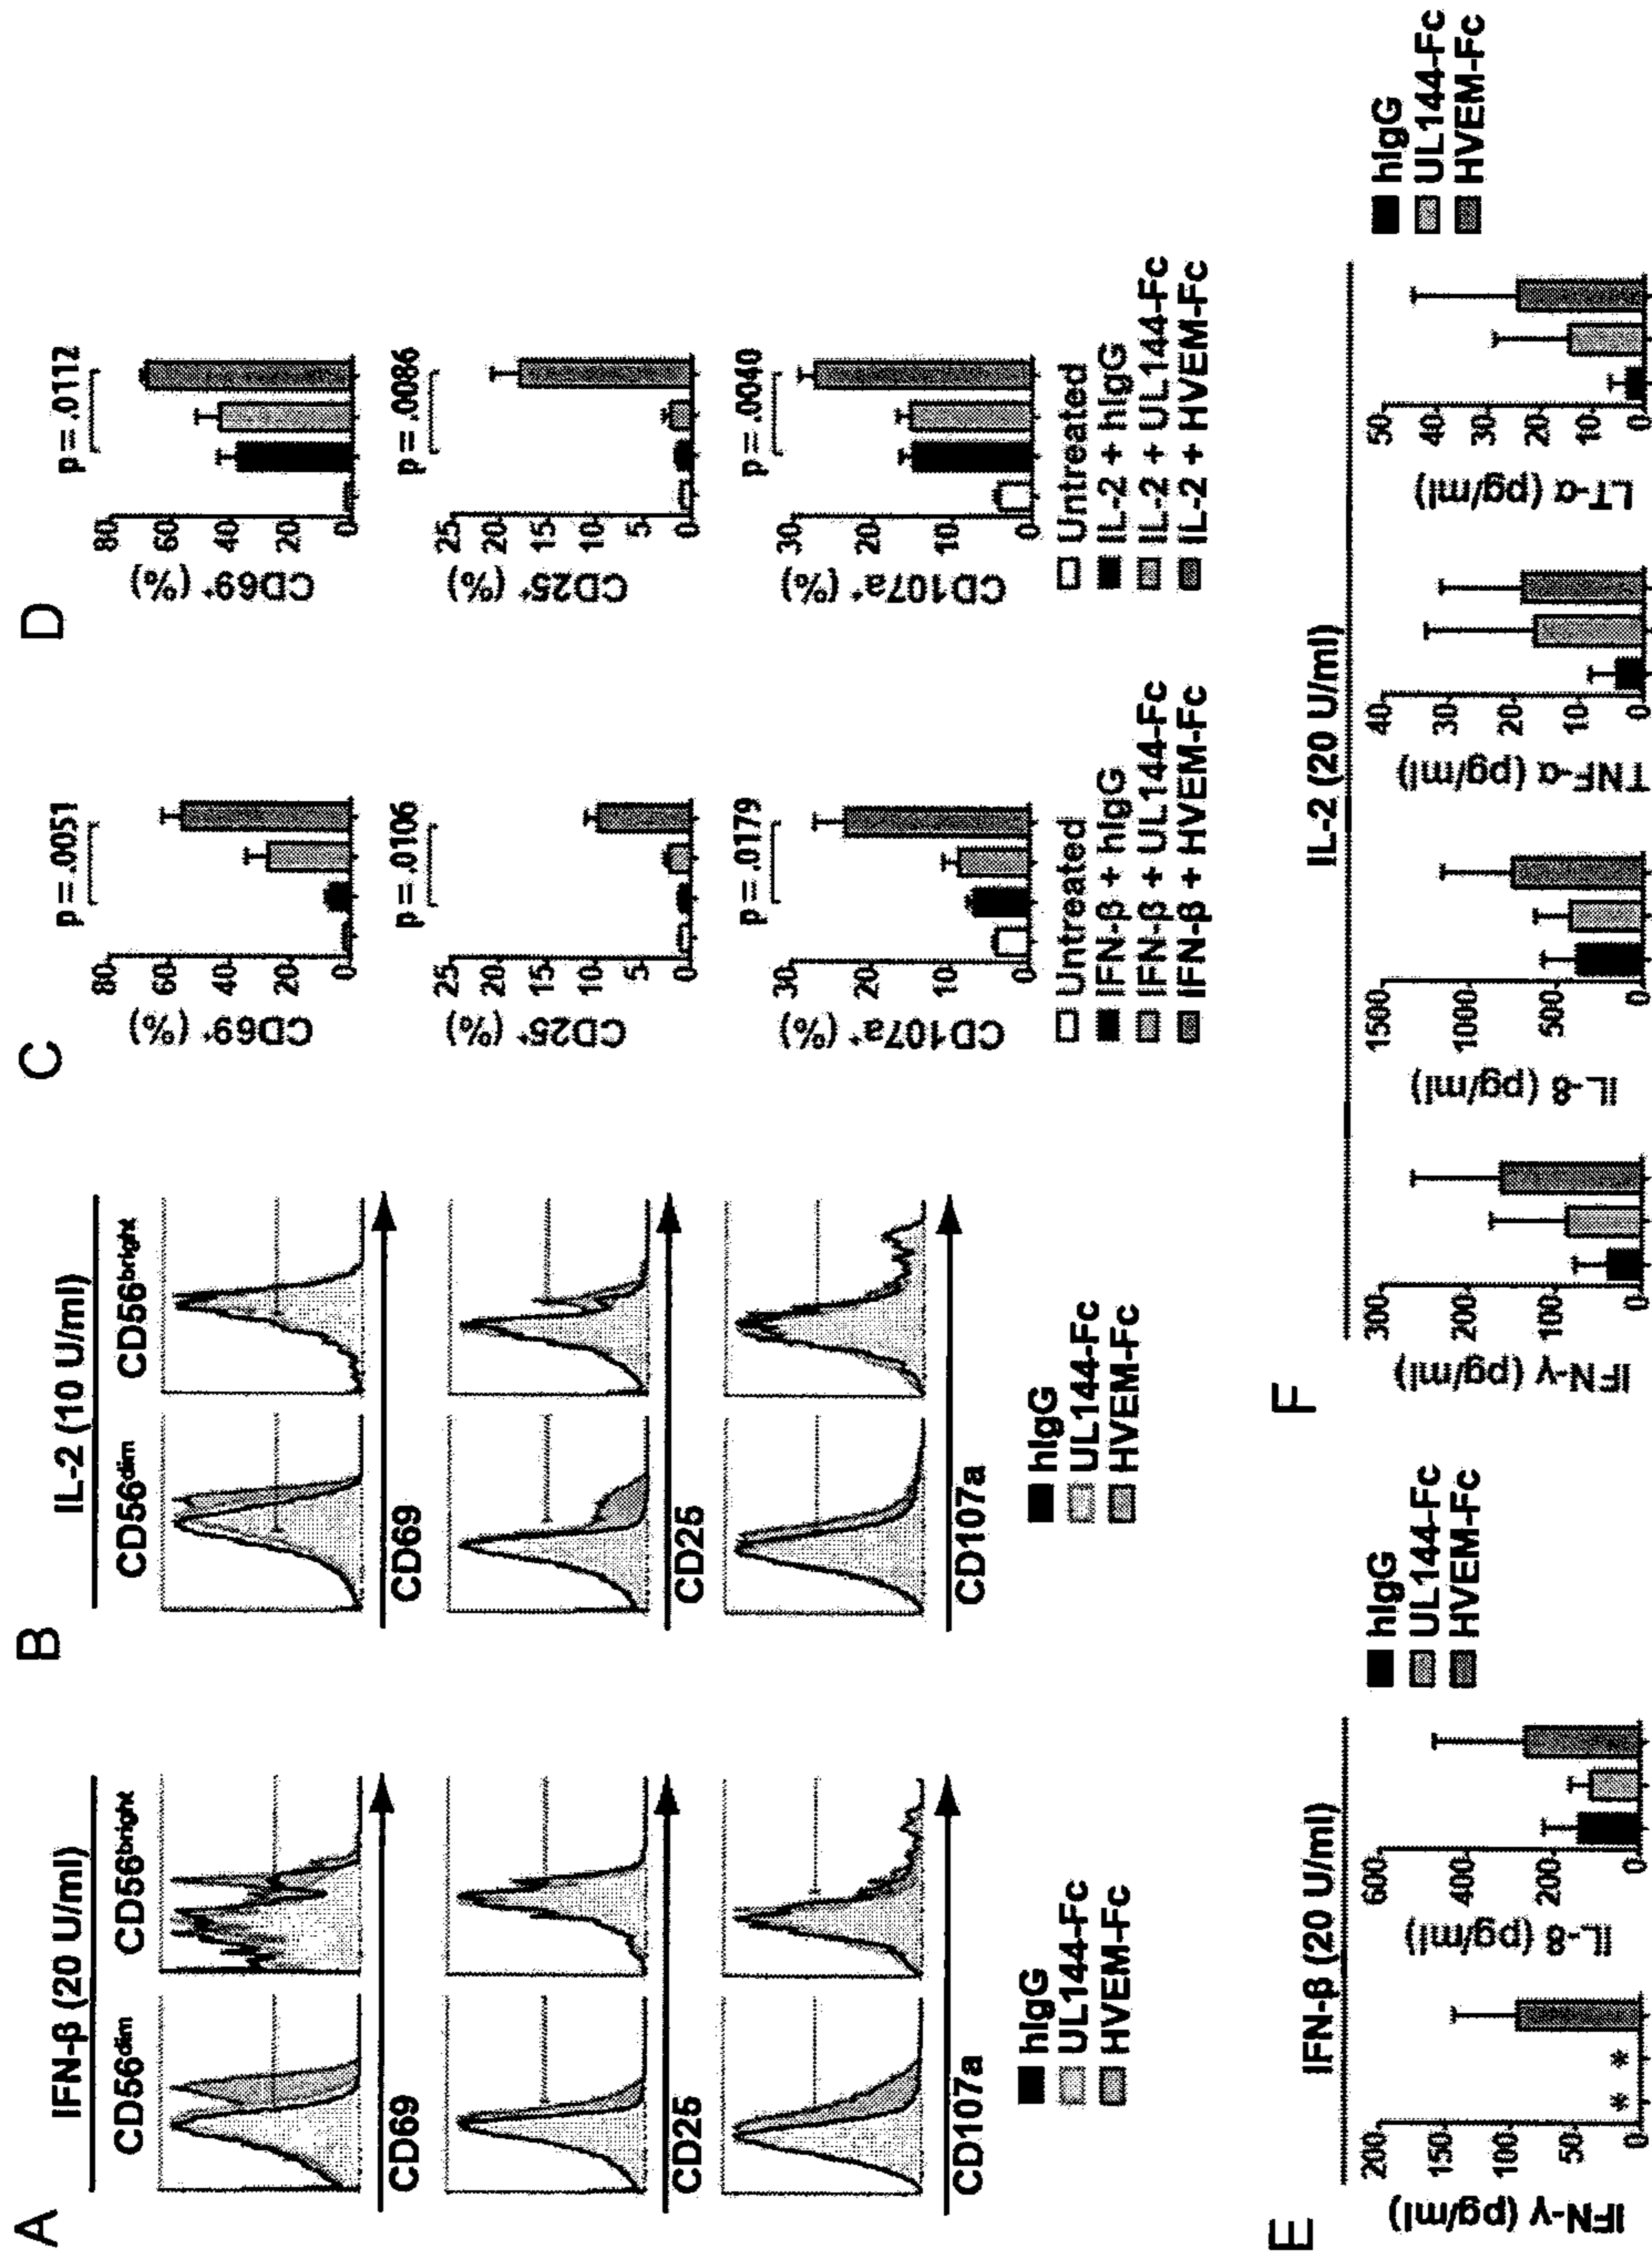 A
IFN-β (20 U/ml)
CD56dim
CD56bright
CD69
CD25
CD107a
hIgG
UL144-Fc
HVEM-Fc
B
IL-2 (10 U/ml)
CD56dim
CD56bright
CD69
CD25
CD107a
hIgG
UL144-Fc
HVEM-Fc
C
p = .0051
CD69+ (%)
80
60
40
20
0
p = .0106
CD25+ (%)
25
20
15
10
5
0
p = .0179
CD107a+ (%)
30
20
10
0
Untreated
IFN-β + hIgG
IFN-β + UL144-Fc
IFN-β + HVEM-Fc
D
p = .0112
CD69+ (%)
80
60
40
20
0
p = .0086
CD25+ (%)
25
20
15
10
5
0
p = .0040
CD107a+ (%)
30
20
10
0
Untreated
IL-2 + hIgG
IL-2 + UL144-Fc
IL-2 + HVEM-Fc
E
IFN-β (20 U/ml)
IFN-γ (pg/ml)
200
150
100
50
0
* *
IL-8 (pg/ml)
600
400
200
0
hIgG
UL144-Fc
HVEM-Fc
F
IL-2 (20 U/ml)
IFN-γ (pg/ml)
300
200
100
0
IL-8 (pg/ml)
1500
1000
500
0
TNF-α (pg/ml)
40
30
20
10
0
LT-α (pg/ml)
50
40
30
20
10
0
hIgG
UL144-Fc
HVEM-Fc